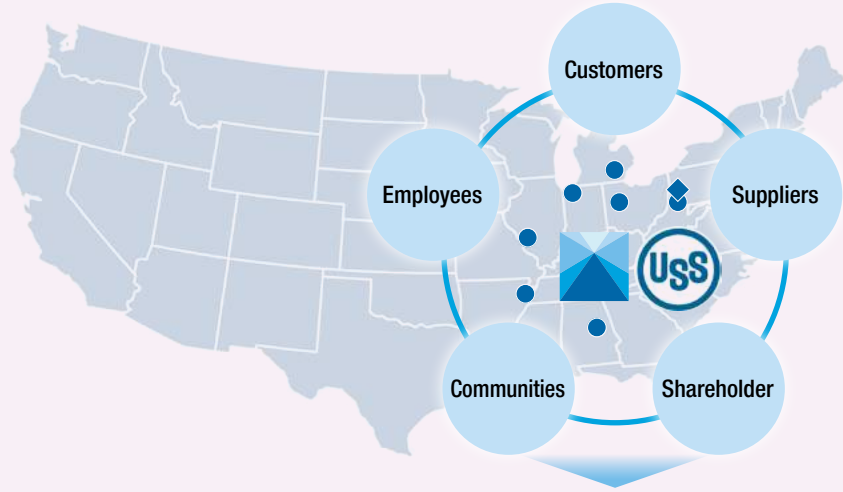 Customers
Employees
Suppliers
USS
Communities
Shareholder